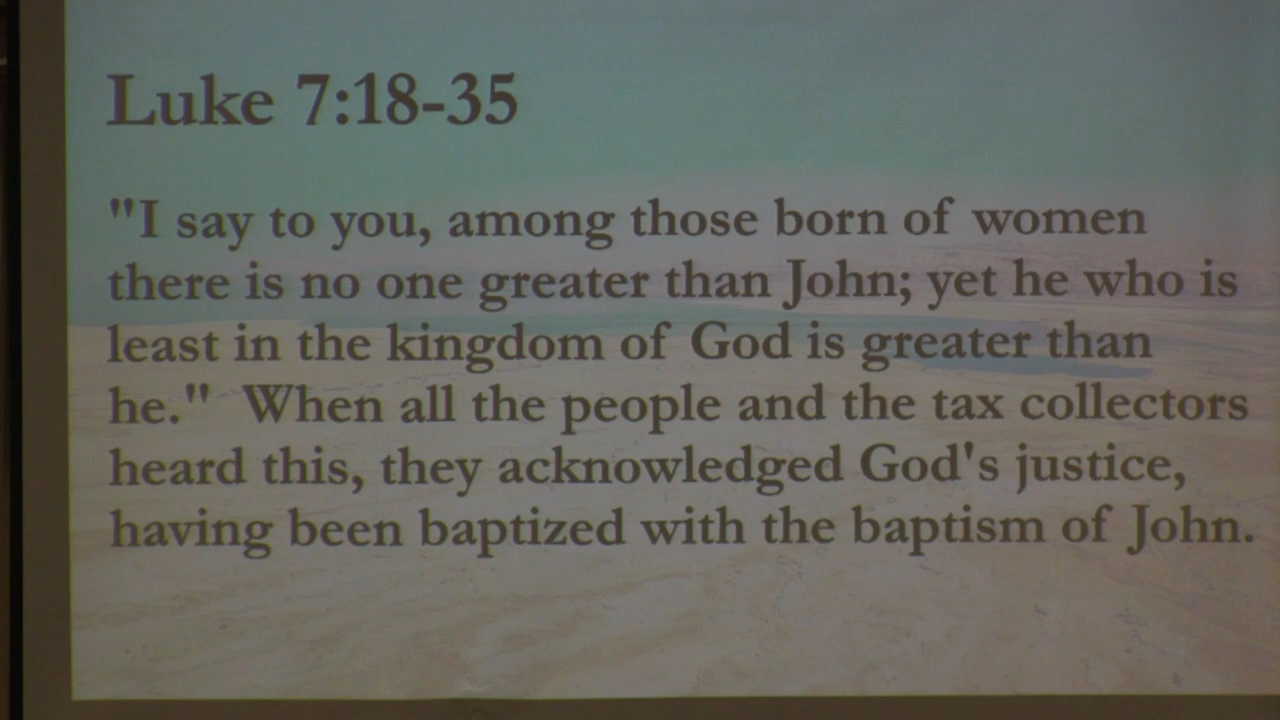 Luke 7:18-35
"I say to you, among those born of women
there is no one greater than John; yet he who is
least in the kingdom of God is greater than
he." When all the people and the tax collectors
heard this, they acknowledged God's justice,
having been baptized with the baptism of John.